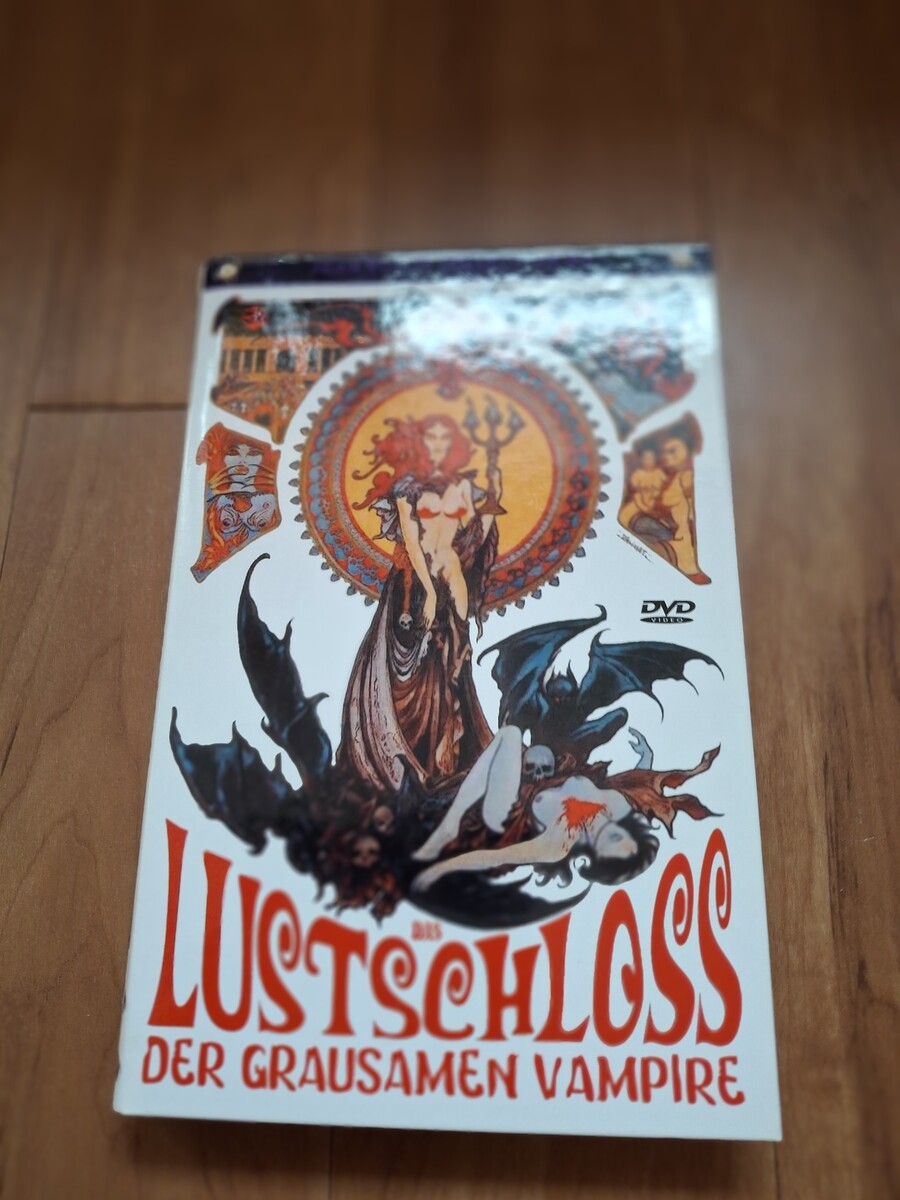 DVD
VIDEO
DAS
LUSTSCHLOSS
DER GRAUSAMEN VAMPIRE